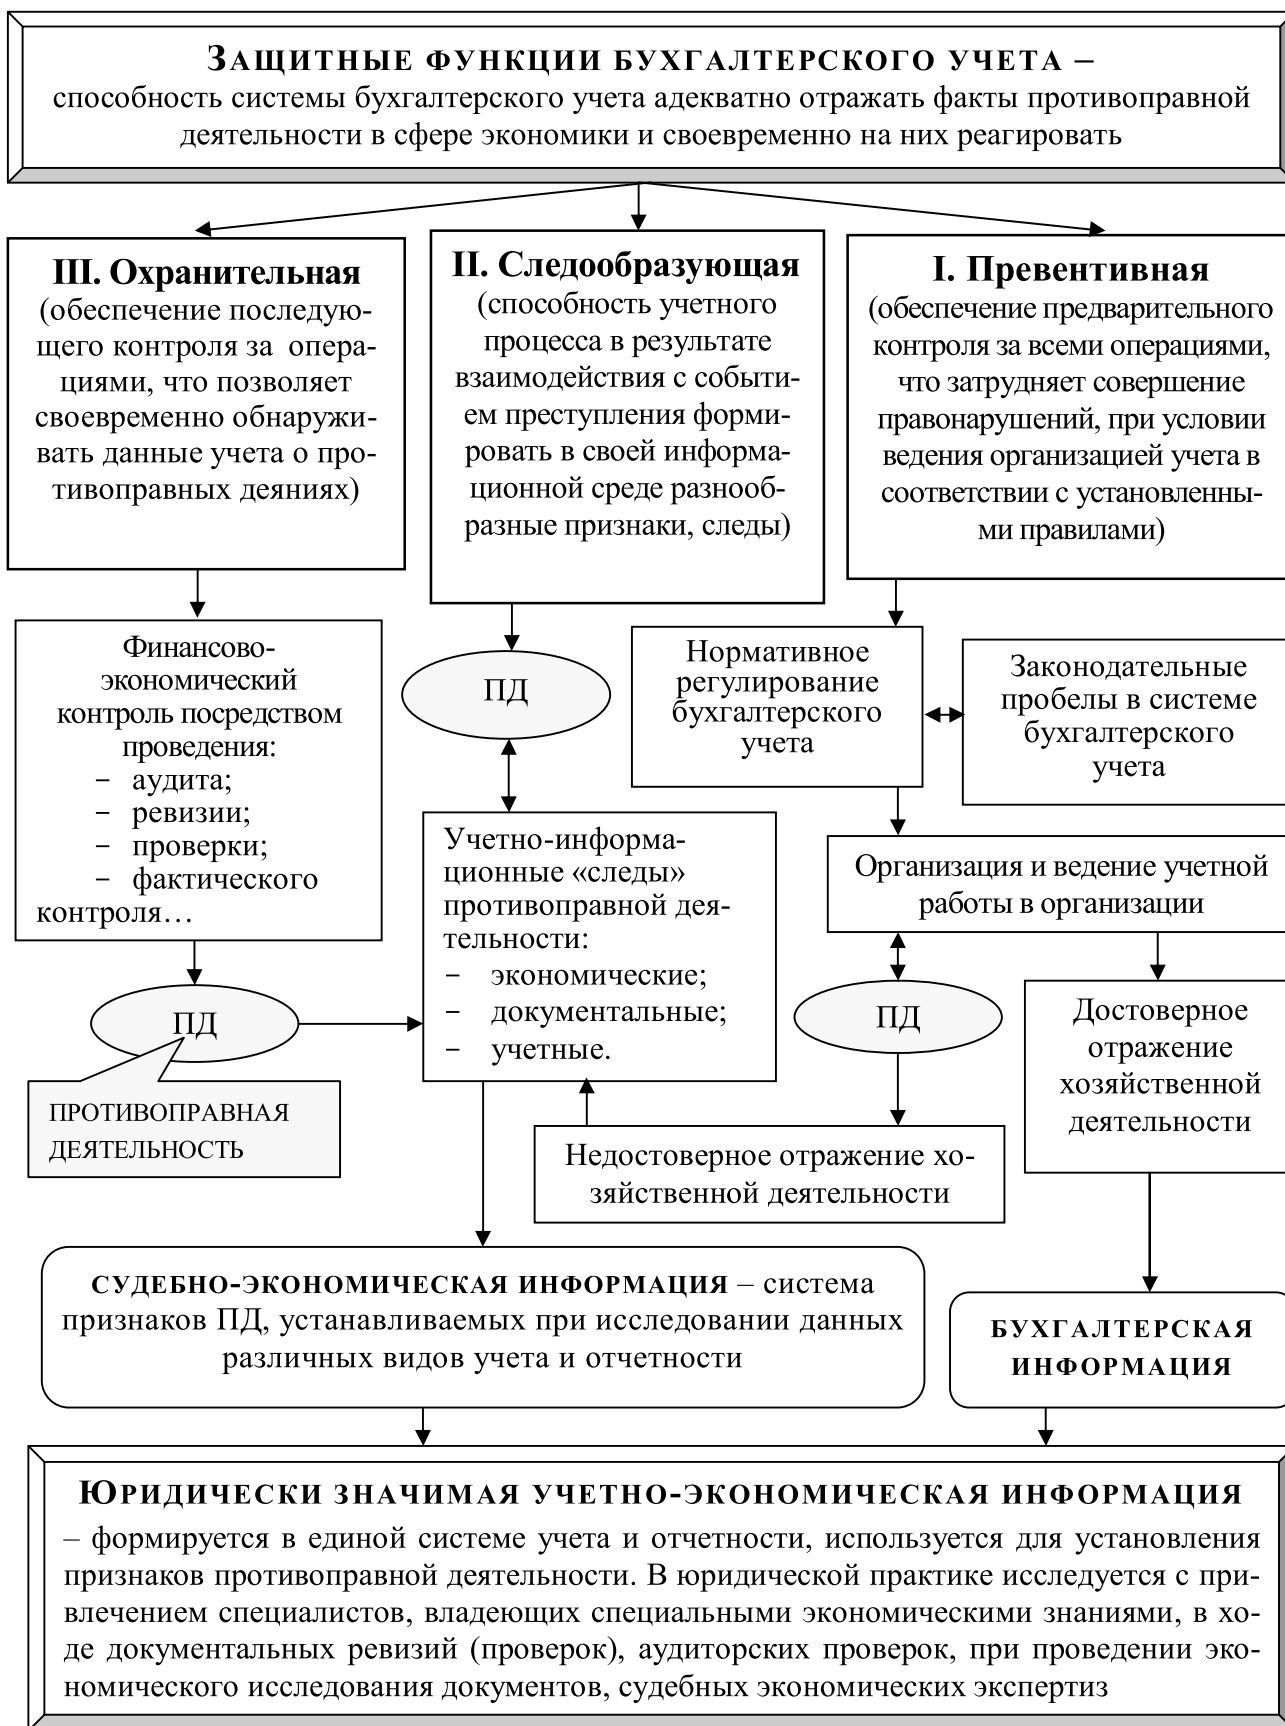 ЗАЩИТНЫЕ ФУНКЦИИ БУХГАЛТЕРСКОГО УЧЕТА –
способность системы бухгалтерского учета адекватно отражать факты противоправной
деятельности в сфере экономики и своевременно на них реагировать
III. Охранительная
(обеспечение последую-
щего контроля за опера-
циями, что позволяет
своевременно обнаружи-
вать данные учета о про-
тивоправных деяниях)
II. Следообразующая
(способность учетного
процесса в результате
взаимодействия с событи-
ем преступления форми-
ровать в своей информа-
ционной среде разнооб-
разные признаки, следы)
I. Превентивная
(обеспечение предварительного
контроля за всеми операциями,
что затрудняет совершение
правонарушений, при условии
ведения организацией учета в
соответствии с установленны-
ми правилами)
Финансово-
экономический
контроль посредством
проведения:
– аудита;
– ревизии;
– проверки;
– фактического
контроля…
ПД
Нормативное
регулирование
бухгалтерского
учета
Законодательные
пробелы в системе
бухгалтерского
учета
Учетно-информа-
ционные «следы»
противоправной дея-
тельности:
– экономические;
– документальные;
– учетные.
Организация и ведение учетной
работы в организации
ПД
ПРОТИВОПРАВНАЯ
ДЕЯТЕЛЬНОСТЬ
ПД
Достоверное
отражение
хозяйственной
деятельности
Недостоверное отражение хо-
зяйственной деятельности
СУДЕБНО-ЭКОНОМИЧЕСКАЯ ИНФОРМАЦИЯ – система
признаков ПД, устанавливаемых при исследовании данных
различных видов учета и отчетности
БУХГАЛТЕРСКАЯ
ИНФОРМАЦИЯ
ЮРИДИЧЕСКИ ЗНАЧИМАЯ УЧЕТНО-ЭКОНОМИЧЕСКАЯ ИНФОРМАЦИЯ
– формируется в единой системе учета и отчетности, используется для установления
признаков противоправной деятельности. В юридической практике исследуется с при-
влечением специалистов, владеющих специальными экономическими знаниями, в хо-
де документальных ревизий (проверок), аудиторских проверок, при проведении эко-
номического исследования документов, судебных экономических экспертиз